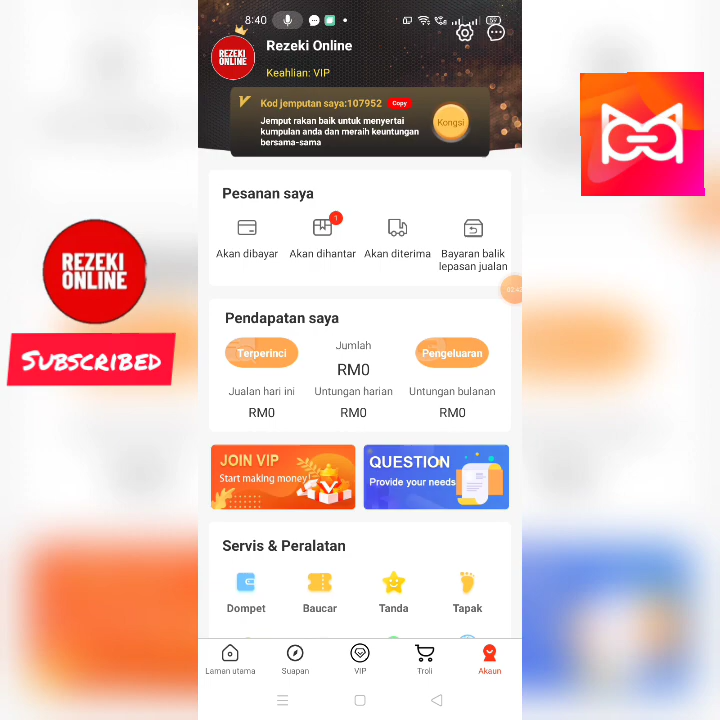 8:40
REZEKI
ONLINE
Rezeki Online
Keahlian: VIP
Kod jemputan saya:107952 Copy
Jemput rakan baik untuk menyertai
kumpulan anda dan meraih keuntungan
bersama-sama
Kongsi
Pesanan saya
1
Akan dibayar
Akan dihantar
Akan diterima
Bayaran balik
lepasan jualan
REZEKI
ONLINE
SUBSCRIBED
Pendapatan saya
Terperinci
Jumlah
RM0
Pengeluaran
Jualan hari ini
Untungan harian
Untungan bulanan
RM0
RM0
RM0
JOIN VIP
Start making money
QUESTION
Provide your needs
Servis & Peralatan
Dompet
Baucar
Tanda
Tapak
Laman utama
Suapan
VIP
Troli
Akaun